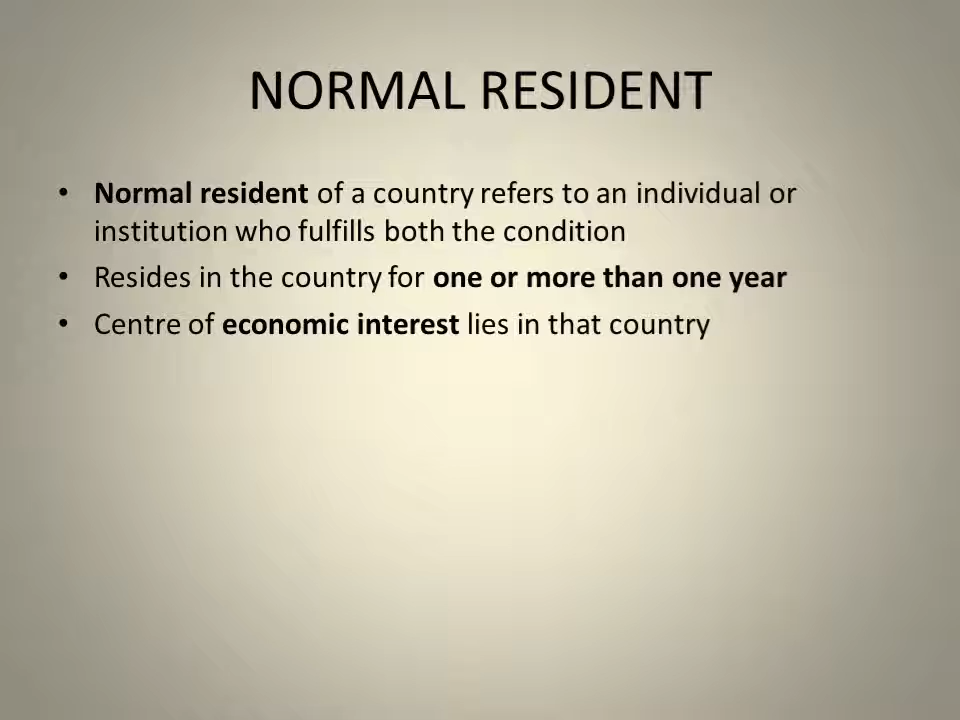 NORMAL RESIDENT
• Normal resident of a country refers to an individual or
institution who fulfills both the condition
• Resides in the country for one or more than one year
• Centre of economic interest lies in that country